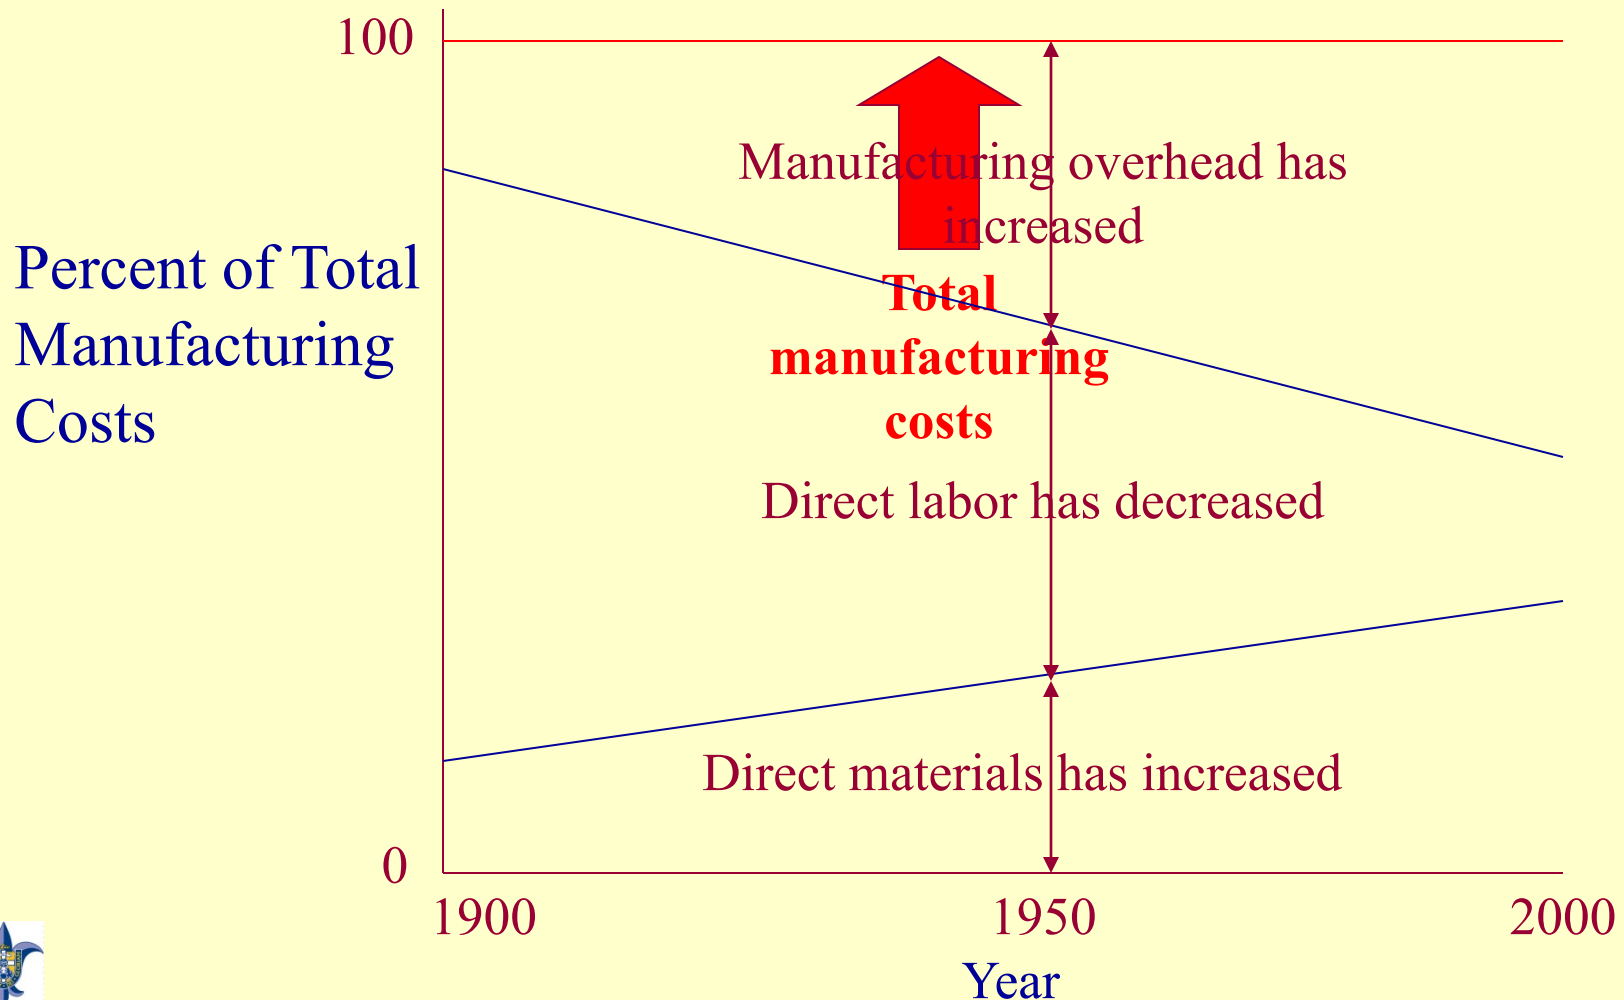 100
Manufacturing overhead has
increased
Percent of Total
Manufacturing
Costs
Total
manufacturing
costs
Direct labor has decreased
Direct materials has increased
0
1900
1950
2000
Year